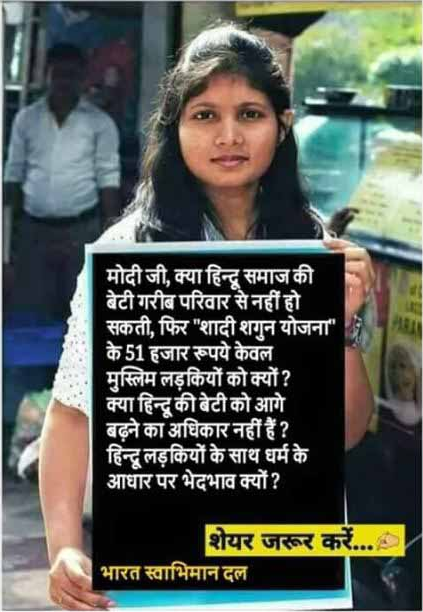 मोदी जी, क्या हिन्दू समाज की
बेटी गरीब परिवार से नहीं हो
सकती, फिर "शादी शगुन योजना"
के 51 हजार रूपये केवल
मुस्लिम लड़कियों को क्यों ?
क्या हिन्दू की बेटी को आगे
बढ़ने का अधिकार नहीं हैं ?
हिन्दू लड़कियों के साथ धर्म के
आधार पर भेदभाव क्यों ?
शेयर जरूर करें...✍
भारत स्वाभिमान दल